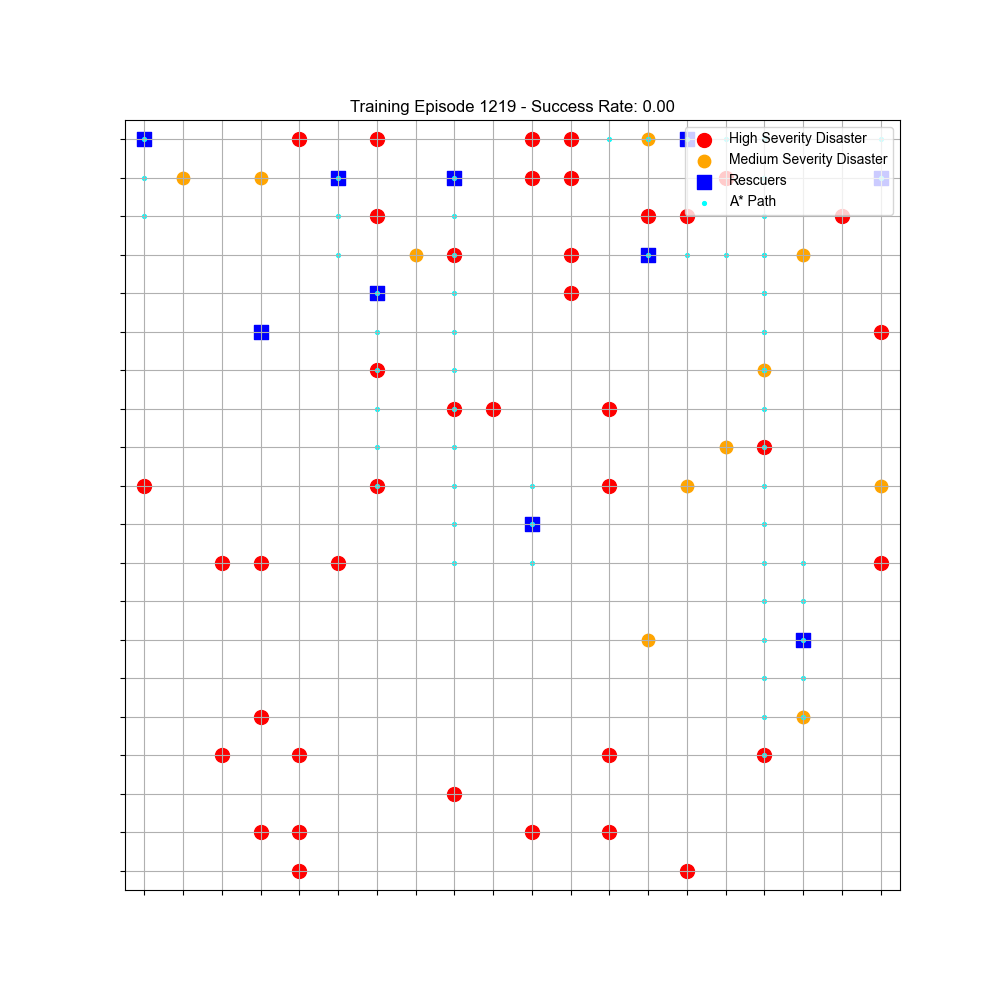 Training Episode 1219 - Success Rate: 0.00
High Severity Disaster
Medium Severity Disaster
Rescuers
A* Path